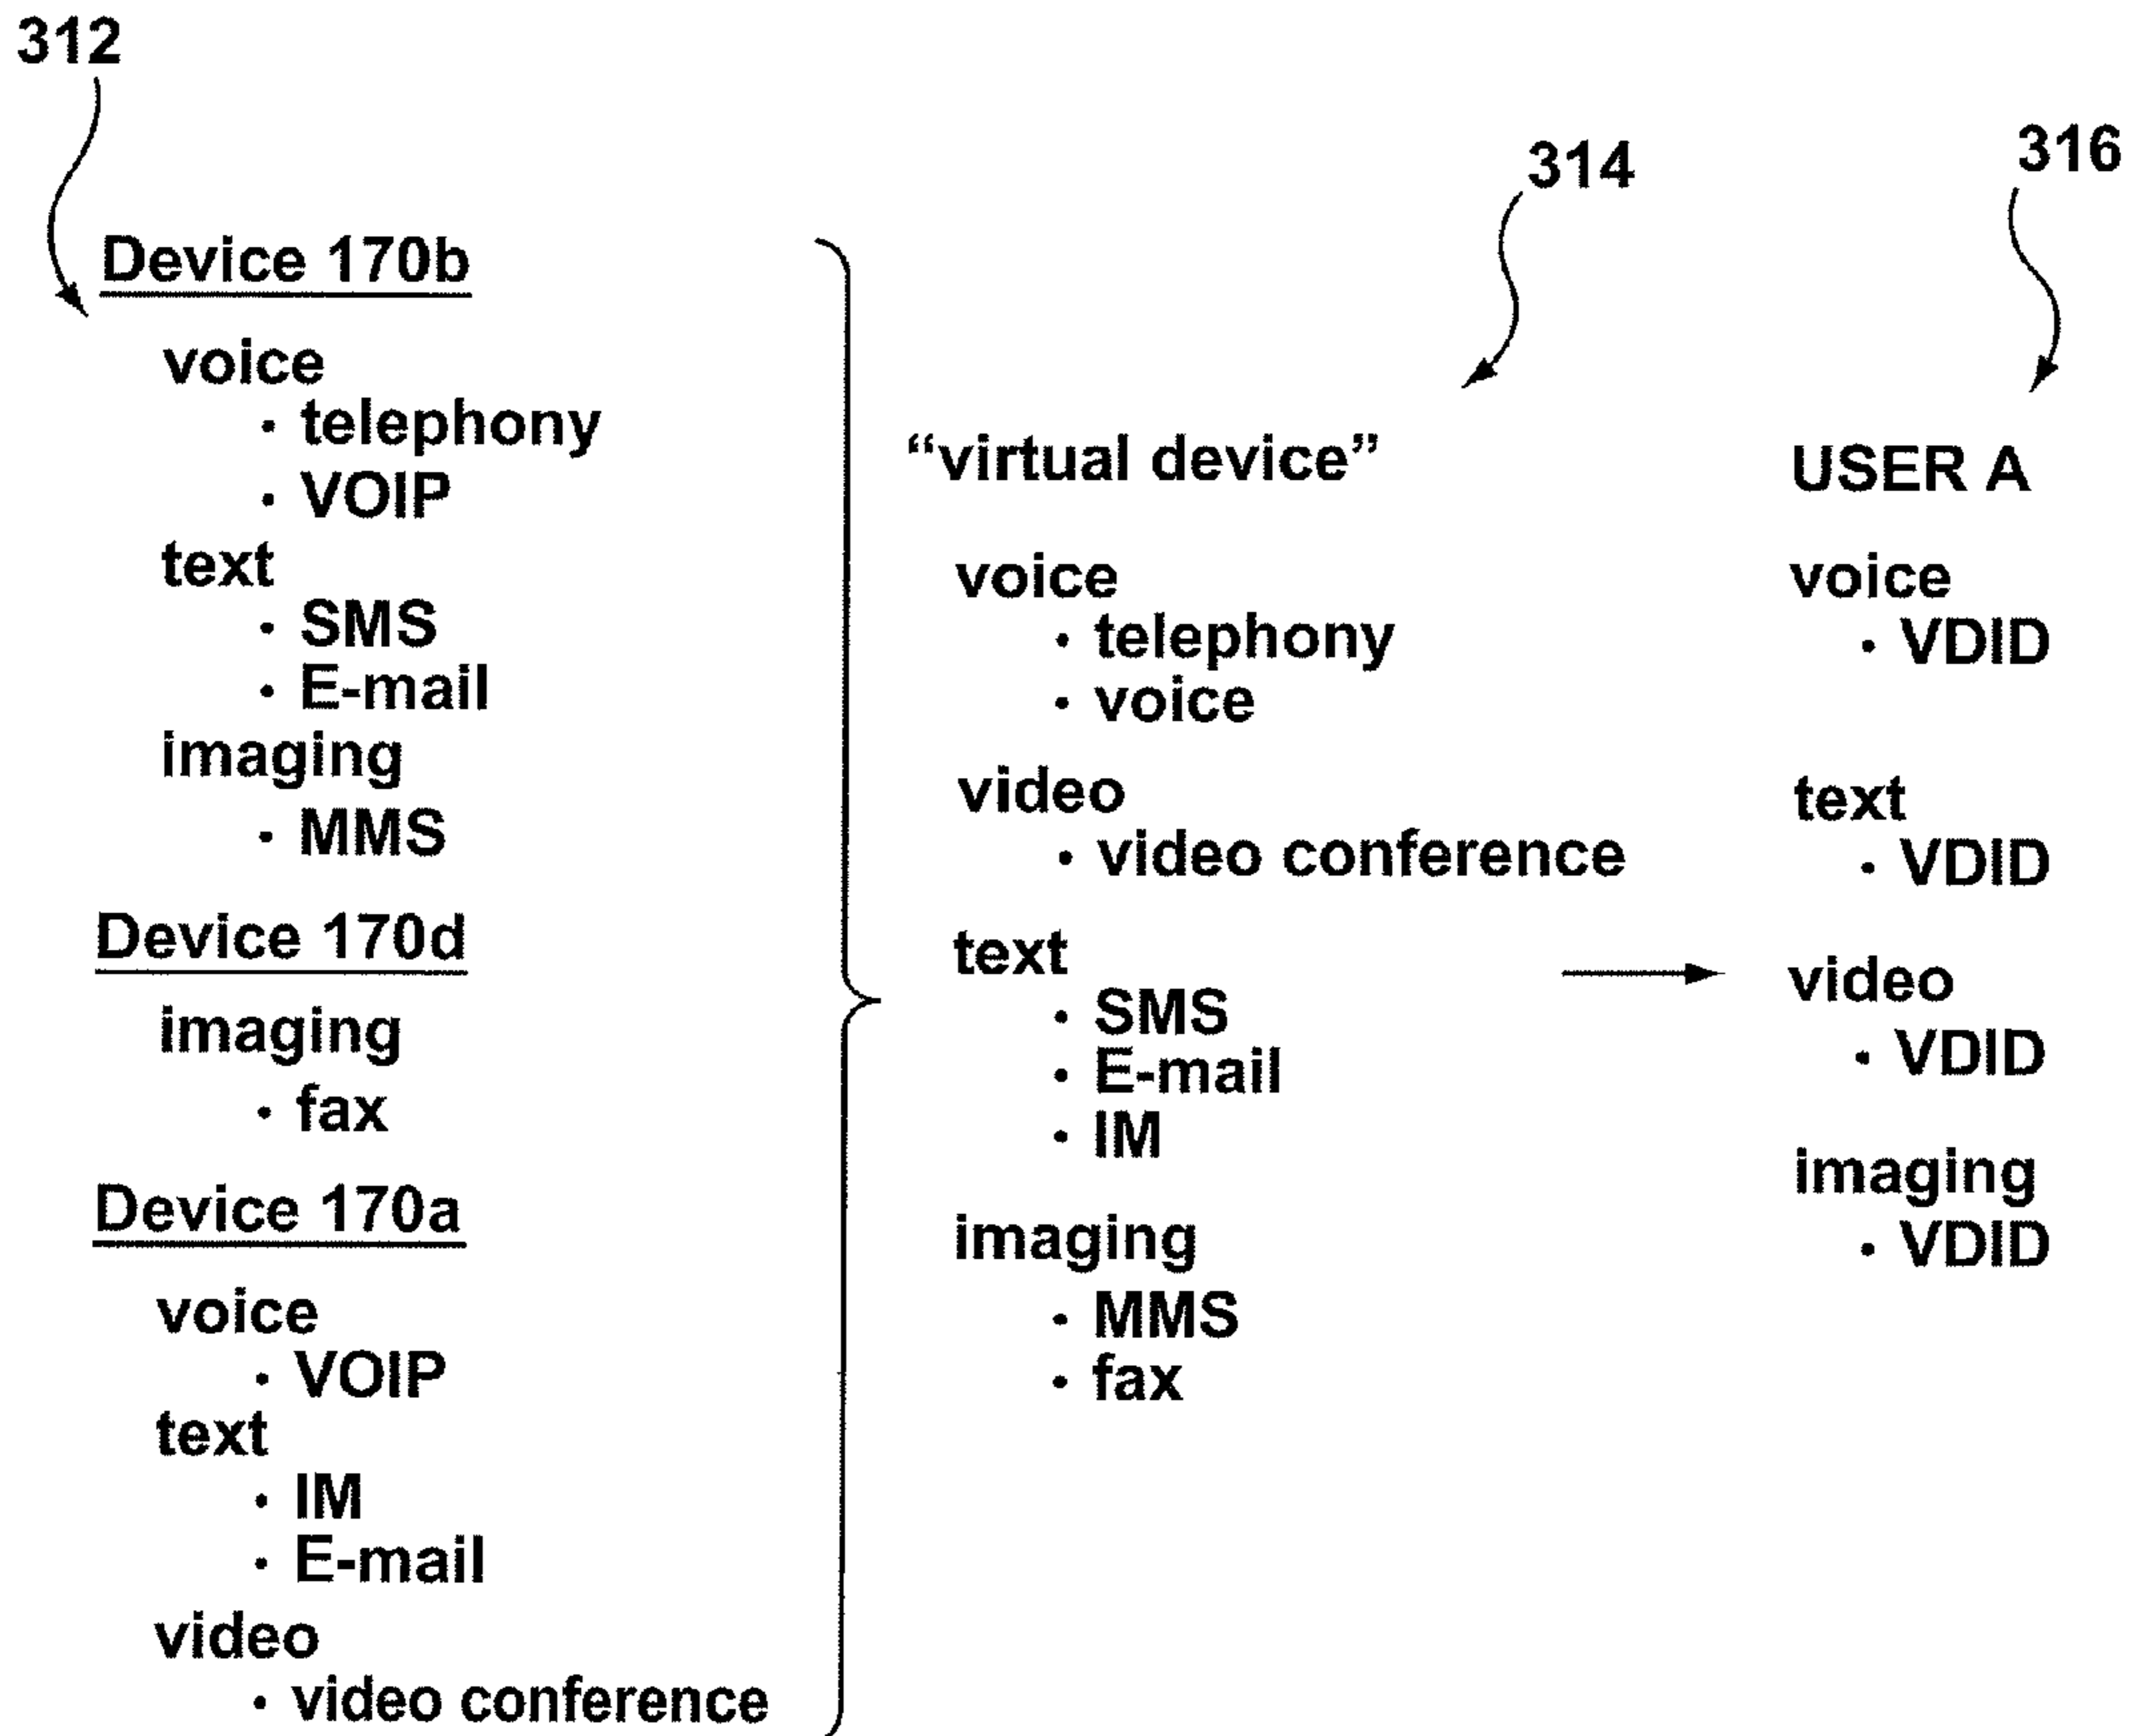 312
Device 170b
voice
· telephony
· VOIP
text
· SMS
· E-mail
imaging
· MMS
Device 170d
imaging
· fax
Device 170a
voice
· VOIP
text
· IM
· E-mail
video
· video conference
314
“virtual device”
voice
· telephony
· voice
video
· video conference
text
· SMS
· E-mail
· IM
imaging
· MMS
· fax
316
USER A
voice
· VDID
text
· VDID
video
· VDID
imaging
· VDID